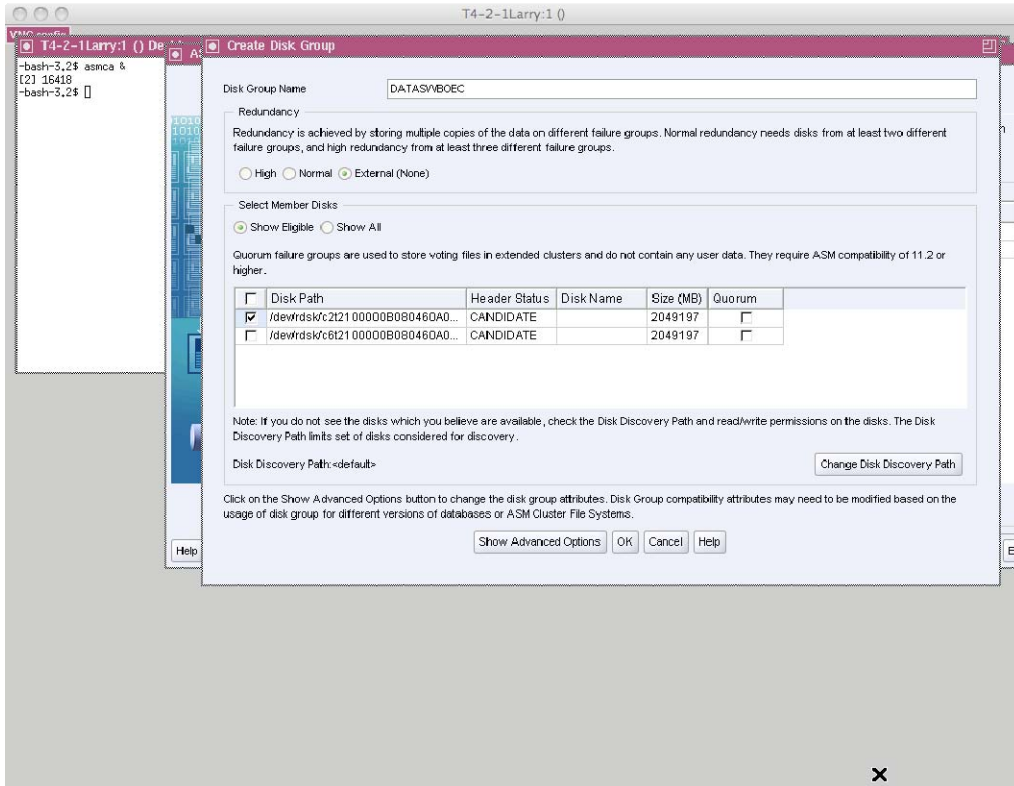 T4-2-1Larry:1 ()
VNC config
T4-2-1Larry:1 () De
-bash-3.2$ asmca &
[2] 16418
-bash-3.2$
Create Disk Group
Disk Group Name
DATASVVBOEC
Redundancy
Redundancy is achieved by storing multiple copies of the data on different failure groups. Normal redundancy needs disks from at least two different
failure groups, and high redundancy from at least three different failure groups.
High Normal External (None)
Select Member Disks
Show Eligible Show All
Quorum failure groups are used to store voting files in extended clusters and do not contain any user data. They require ASM compatibility of 11.2 or
higher.
Disk Path Header Status Disk Name Size (MB) Quorum
/dev/rdsk/c2t2100000B080460A0... CANDIDATE 2049197
/dev/rdsk/c6t2100000B080460A0... CANDIDATE 2049197
Note: If you do not see the disks which you believe are available, check the Disk Discovery Path and read/write permissions on the disks. The Disk
Discovery Path limits set of disks considered for discovery.
Disk Discovery Path:<default>
Change Disk Discovery Path
Click on the Show Advanced Options button to change the disk group attributes. Disk Group compatibility attributes may need to be modified based on the
usage of disk group for different versions of databases or ASM Cluster File Systems.
Show Advanced Options OK Cancel Help
Help